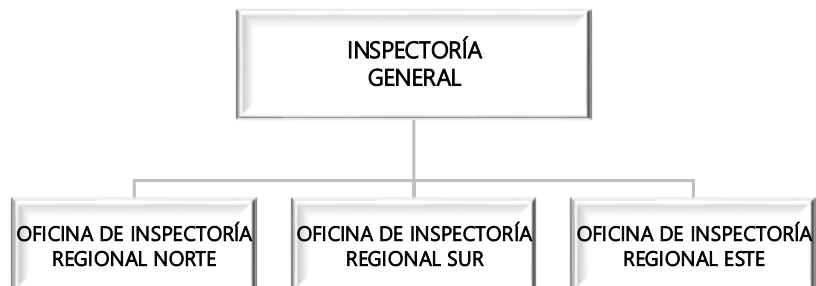 INSPECTORÍA
GENERAL
OFICINA DE INSPECTORÍA
REGIONAL NORTE
OFICINA DE INSPECTORÍA
REGIONAL SUR
OFICINA DE INSPECTORÍA
REGIONAL ESTE